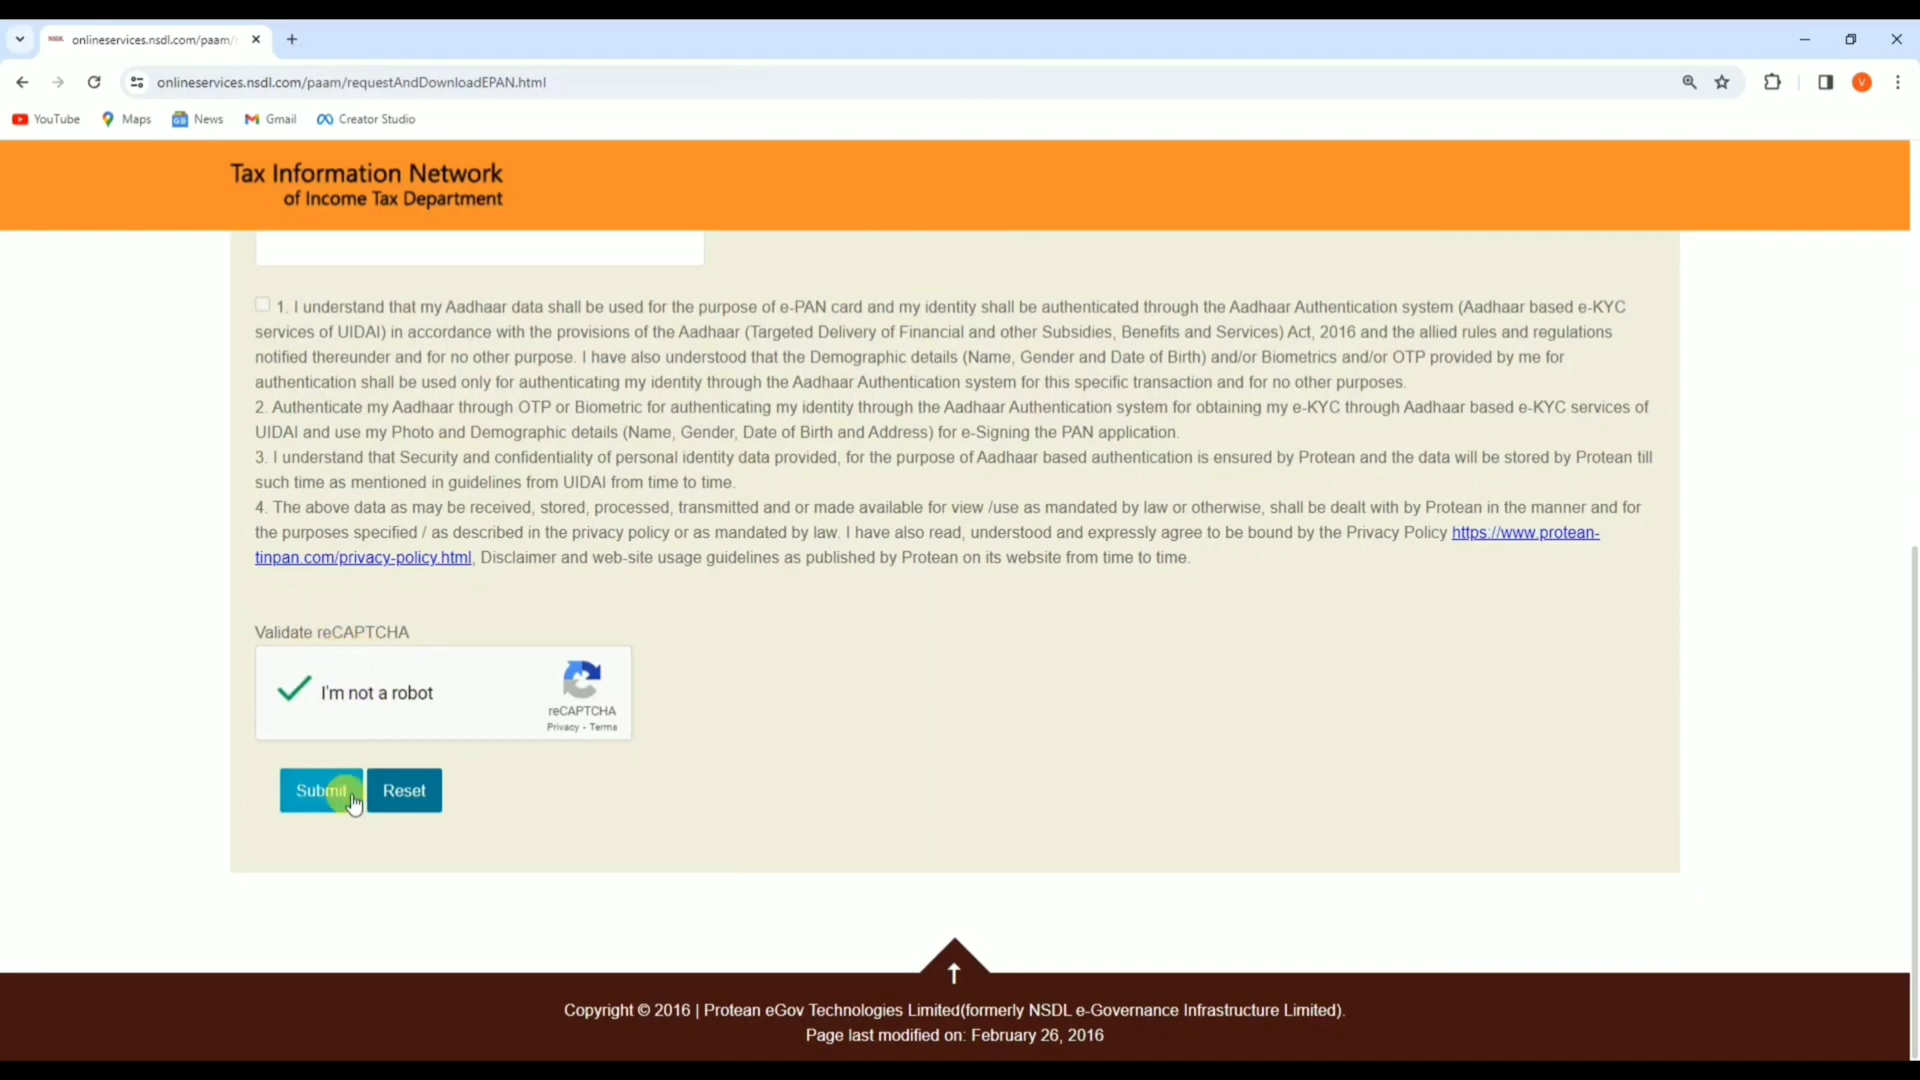 NSDL onlineservices.nsdl.com/paam/
onlineservices.nsdl.com/paam/requestAndDownloadEPAN.html
V
YouTube Maps News Gmail Creator Studio
Tax Information Network
of Income Tax Department
1. I understand that my Aadhaar data shall be used for the purpose of e-PAN card and my identity shall be authenticated through the Aadhaar Authentication system (Aadhaar based e-KYC
services of UIDAI) in accordance with the provisions of the Aadhaar (Targeted Delivery of Financial and other Subsidies, Benefits and Services) Act, 2016 and the allied rules and regulations
notified thereunder and for no other purpose. I have also understood that the Demographic details (Name, Gender and Date of Birth) and/or Biometrics and/or OTP provided by me for
authentication shall be used only for authenticating my identity through the Aadhaar Authentication system for this specific transaction and for no other purposes.
2. Authenticate my Aadhaar through OTP or Biometric for authenticating my identity through the Aadhaar Authentication system for obtaining my e-KYC through Aadhaar based e-KYC services of
UIDAI and use my Photo and Demographic details (Name, Gender, Date of Birth and Address) for e-Signing the PAN application.
3. I understand that Security and confidentiality of personal identity data provided, for the purpose of Aadhaar based authentication is ensured by Protean and the data will be stored by Protean till
such time as mentioned in guidelines from UIDAI from time to time.
4. The above data as may be received, stored, processed, transmitted and or made available for view /use as mandated by law or otherwise, shall be dealt with by Protean in the manner and for
the purposes specified / as described in the privacy policy or as mandated by law. I have also read, understood and expressly agree to be bound by the Privacy Policy https://www.protean-
tinpan.com/privacy-policy.html, Disclaimer and web-site usage guidelines as published by Protean on its website from time to time.
Validate reCAPTCHA
I'm not a robot
reCAPTCHA
Privacy - Terms
Submit Reset
Copyright © 2016 | Protean eGov Technologies Limited(formerly NSDL e-Governance Infrastructure Limited).
Page last modified on: February 26, 2016